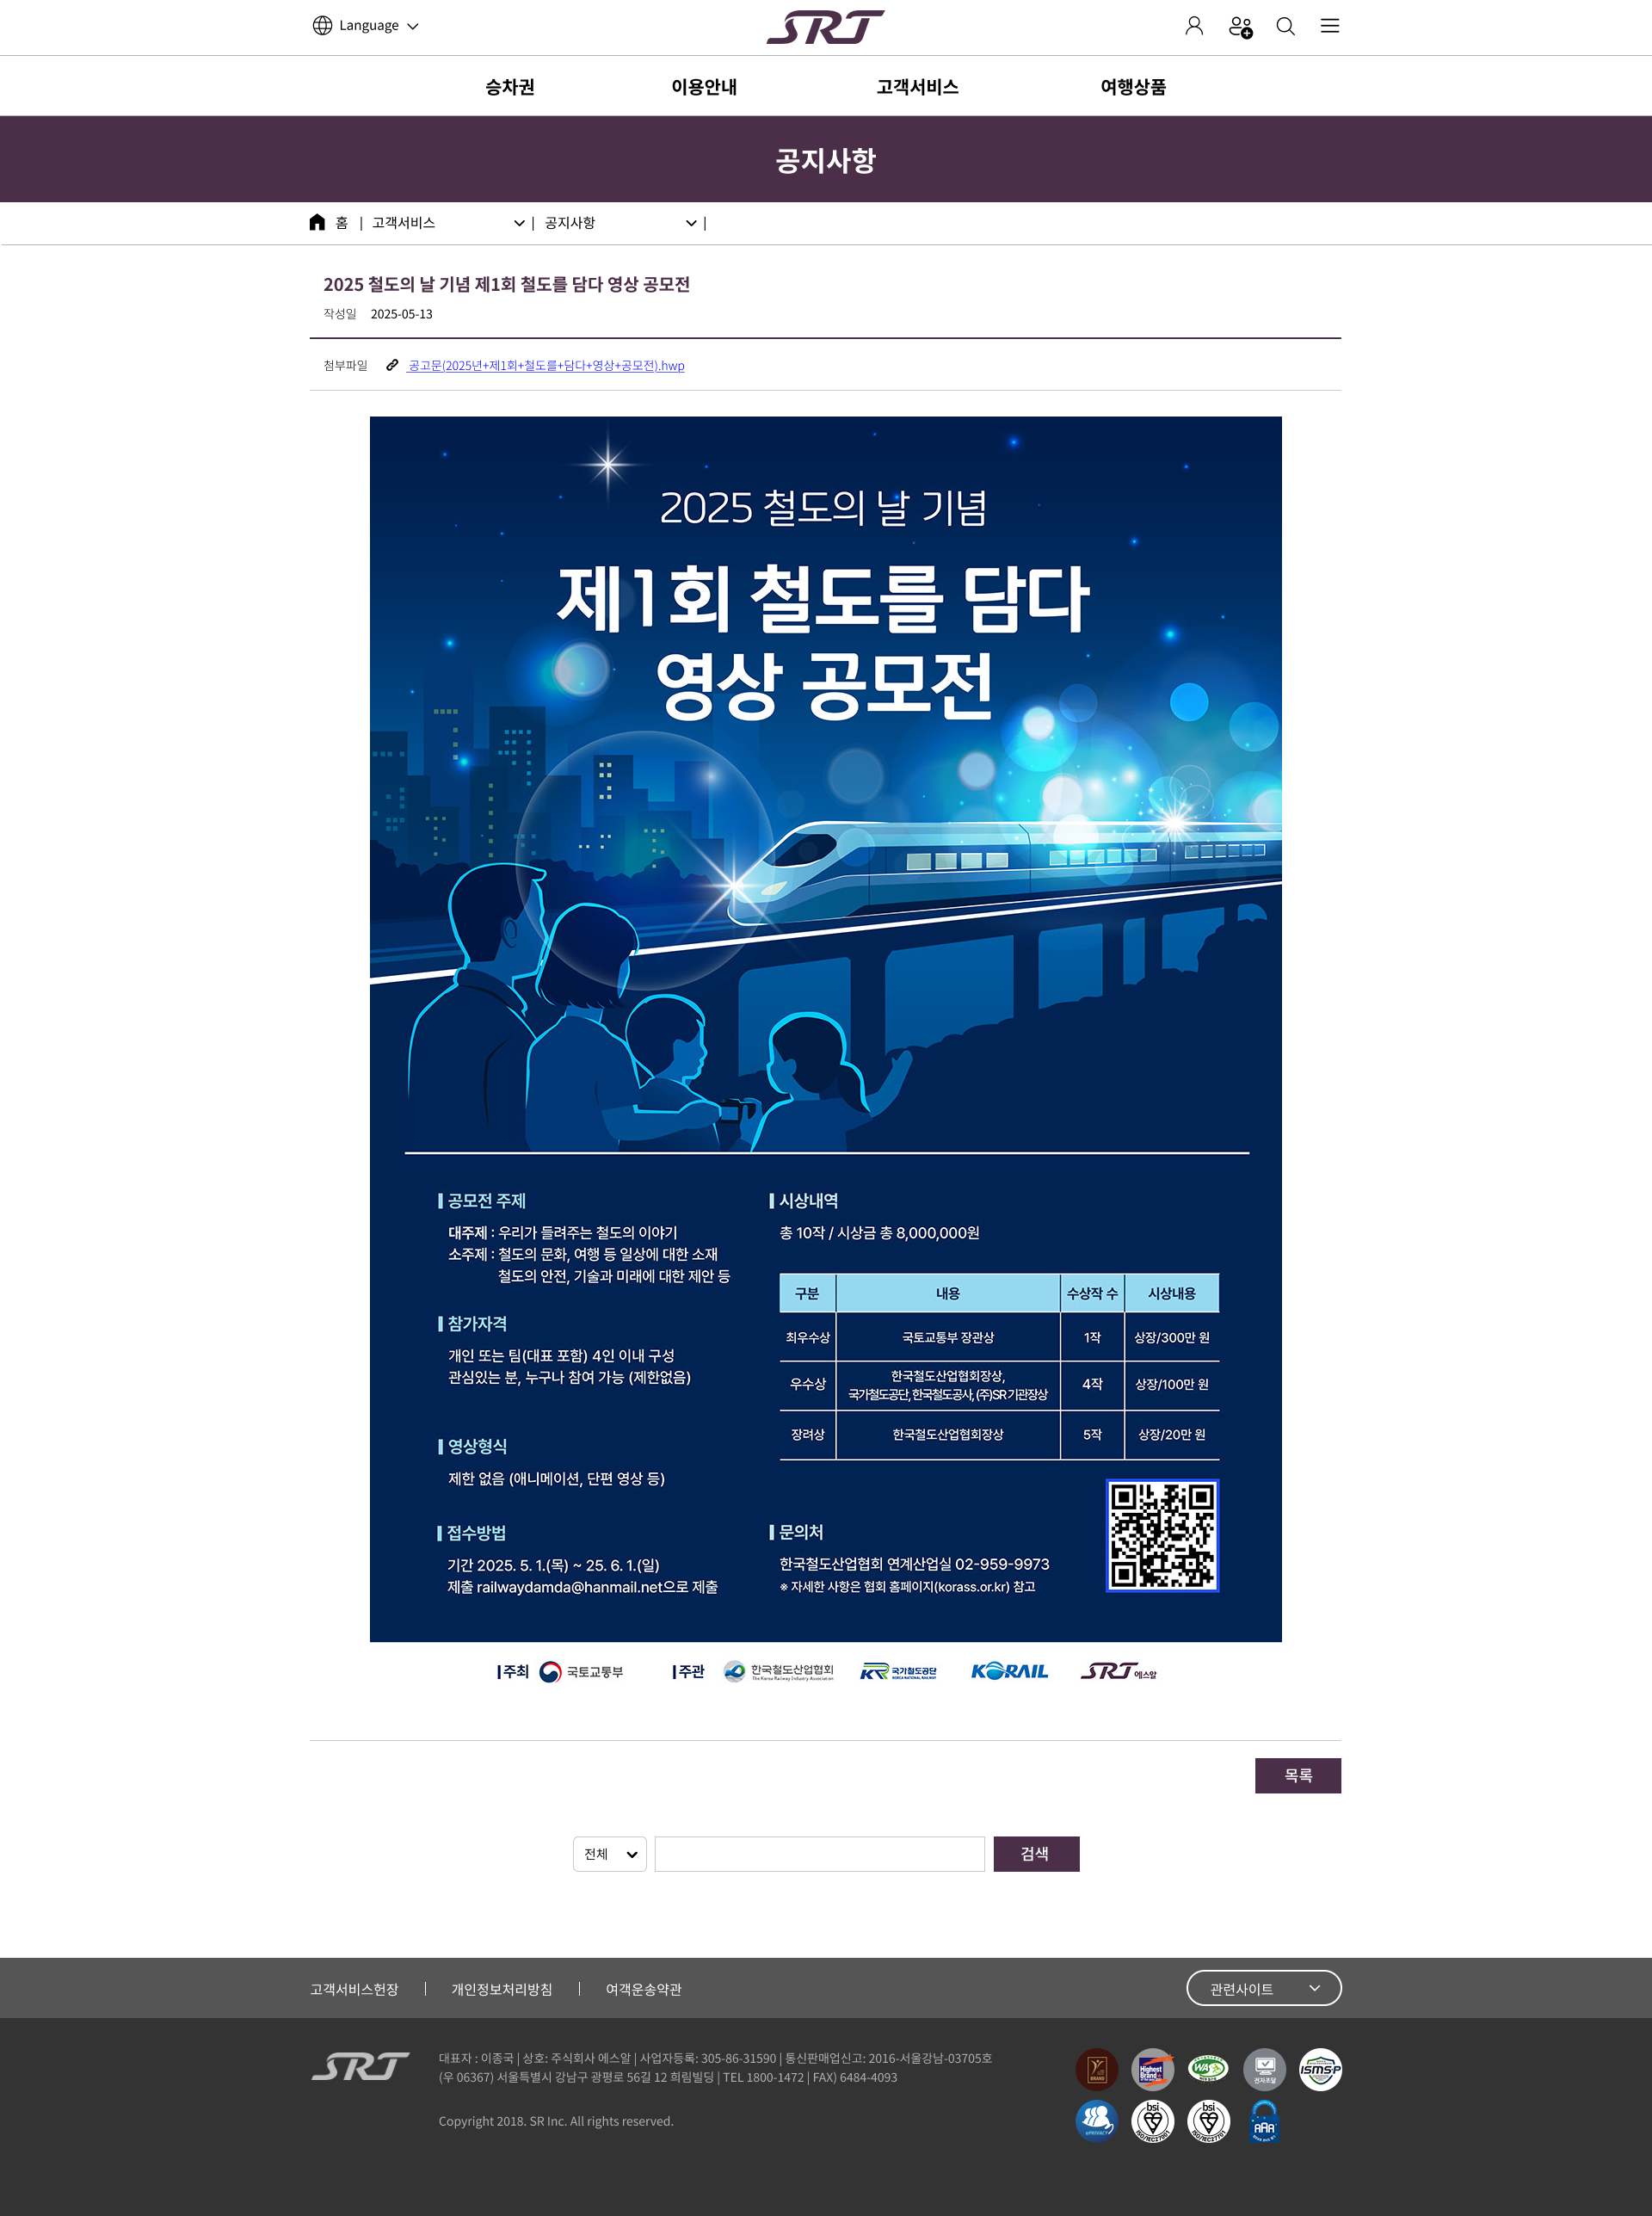 Language
SRT
승차권
이용안내
고객서비스
여행상품
공지사항
홈 | 고객서비스 | 공지사항 |
2025 철도의 날 기념 제1회 철도를 담다 영상 공모전
작성일 2025-05-13
첨부파일 공고문(2025년+제1회+철도를+담다+영상+공모전).hwp
2025 철도의 날 기념
제1회 철도를 담다
영상 공모전
공모전 주제
대주제 : 우리가 들려주는 철도의 이야기
소주제 : 철도의 문화, 여행 등 일상에 대한 소재
철도의 안전, 기술과 미래에 대한 제안 등
참가자격
개인 또는 팀(대표 포함) 4인 이내 구성
관심있는 분, 누구나 참여 가능 (제한없음)
영상형식
제한 없음 (애니메이션, 단편 영상 등)
접수방법
기간 2025. 5. 1.(목) ~ 25. 6. 1.(일)
제출 railwaydamda@hanmail.net으로 제출
시상내역
총 10작 / 시상금 총 8,000,000원
구분 내용 수상작 수 시상내용
최우수상 국토교통부 장관상 1작 상장/300만 원
우수상 한국철도산업협회장상, 4작 상장/100만 원
국가철도공단, 한국철도공사, (주)SR 기관장상
장려상 한국철도산업협회장상 5작 상장/20만 원
문의처
한국철도산업협회 연계산업실 02-959-9973
※ 자세한 사항은 협회 홈페이지(korass.or.kr) 참고
주최 국토교통부 주관 한국철도산업협회 KR 국가철도공단 KORAIL SRT 에스알
The Korea Railway Industry Association
KOREA NATIONAL RAILWAY
목록
전체
검색
고객서비스헌장
개인정보처리방침
여객운송약관
관련사이트
SRT
대표자 : 이종국 | 상호: 주식회사 에스알 | 사업자등록: 305-86-31590 | 통신판매업신고: 2016-서울강남-03705호
(우 06367) 서울특별시 강남구 광평로 56길 12 희림빌딩 | TEL 1800-1472 | FAX) 6484-4093
Copyright 2018. SR Inc. All rights reserved.
BRAND
Highest Brand
WA
전자조달
ISMS-P
ePRIVACY
bsi
bsi